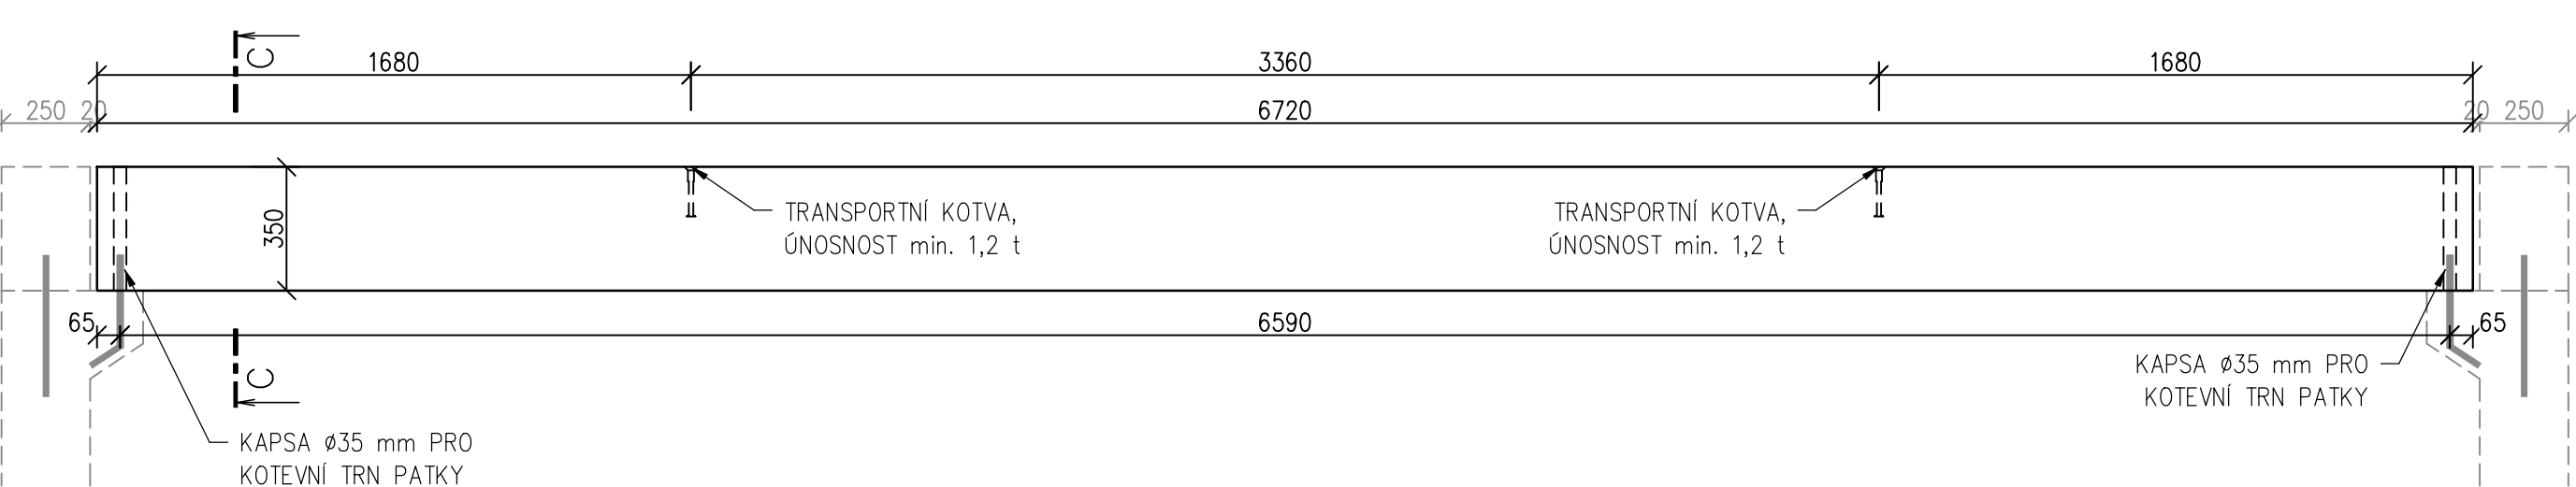 C
1680
3360
1680
250
20
6720
20
250
350
TRANSPORTNÍ KOTVA,
ÚNOSNOST min. 1,2 t
TRANSPORTNÍ KOTVA,
ÚNOSNOST min. 1,2 t
65
6590
65
C
KAPSA ø35 mm PRO
KOTEVNÍ TRN PATKY
KAPSA ø35 mm PRO
KOTEVNÍ TRN PATKY